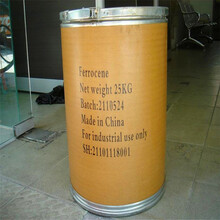 Ferrocene
Net weight 25KG
Batch:2110524
Made in China
For industrial use only
SH:21101118001